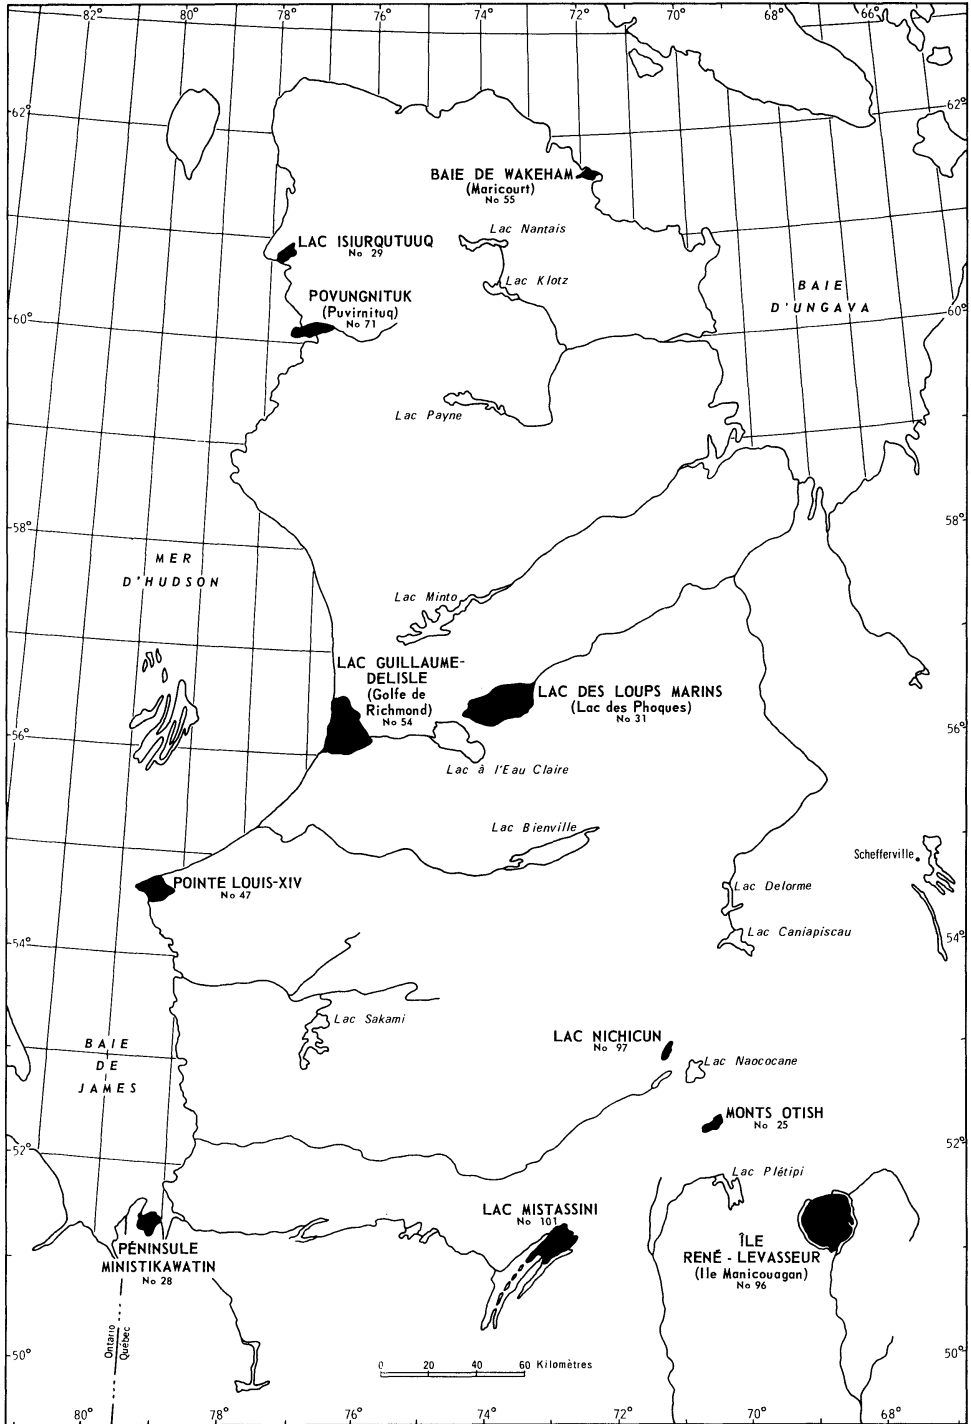 82° 80° 78° 76° 74° 72° 70° 68° 66°
62° 62°
BAIE DE WAKEHAM
(Maricourt)
No 55
Lac Nantais
LAC ISIURQUTUUQ
No 29
Lac Klotz
BAIE
D'UNGAVA
POVUNGNITUK
(Puvirnituq)
No 71
60° 60°
Lac Payne
58° 58°
MER
D'HUDSON
Lac Minto
LAC GUILLAUME-
DELISLE
(Golfe de
Richmond)
No 54
LAC DES LOUPS MARINS
(Lac des Phoques)
No 31
56° 56°
Lac à l'Eau Claire
Lac Bienville
Schefferville
POINTE LOUIS-XIV
No 47
Lac Delorme
Lac Caniapiscau
54° 54°
Lac Sakami
BAIE
DE
JAMES
LAC NICHICUN
No 97
Lac Naococane
MONTS OTISH
No 25
52° 52°
Lac Plétipi
LAC MISTASSINI
No 101
PÉNINSULE
MINISTIKAWATIN
No 28
ÎLE
RENÉ - LEVASSEUR
(Ile Manicouagan)
No 96
Ontario
Québec
50° 50°
0 20 40 60 Kilomètres
80° 78° 76° 74° 72° 70° 68°